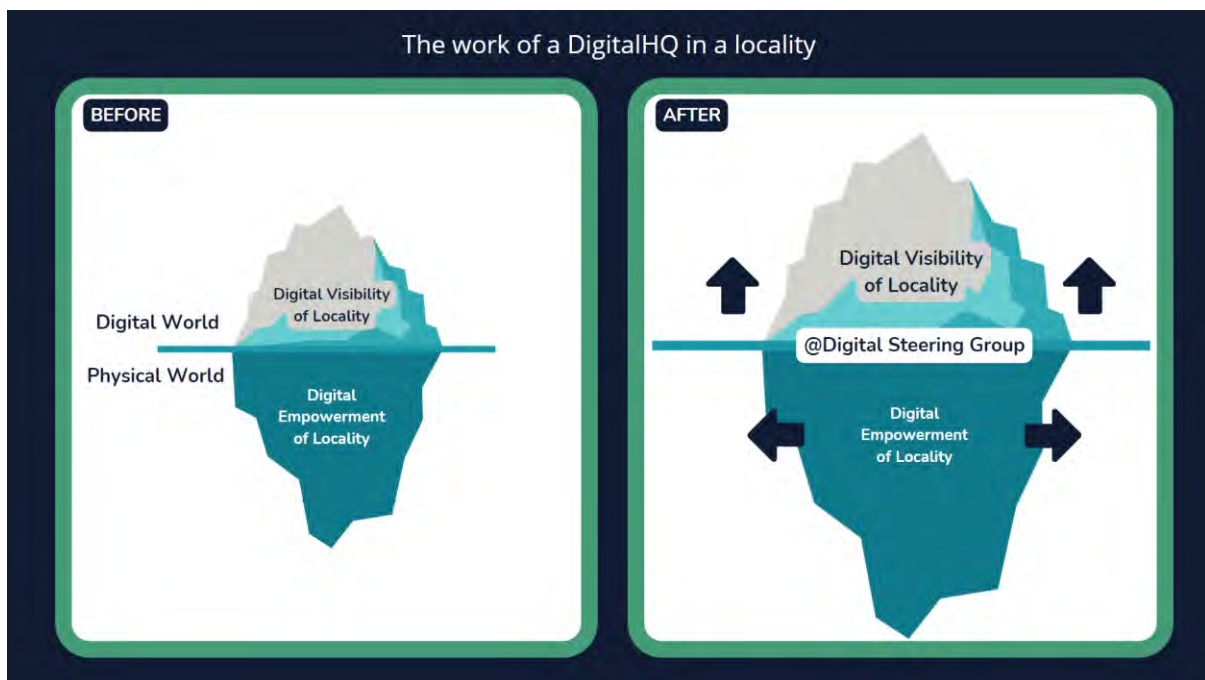 The work of a DigitalHQ in a locality
BEFORE
Digital Visibility
of Locality
Digital World
Physical World
Digital
Empowerment
of Locality
AFTER
Digital Visibility
of Locality
@Digital Steering Group
Digital
Empowerment
of Locality